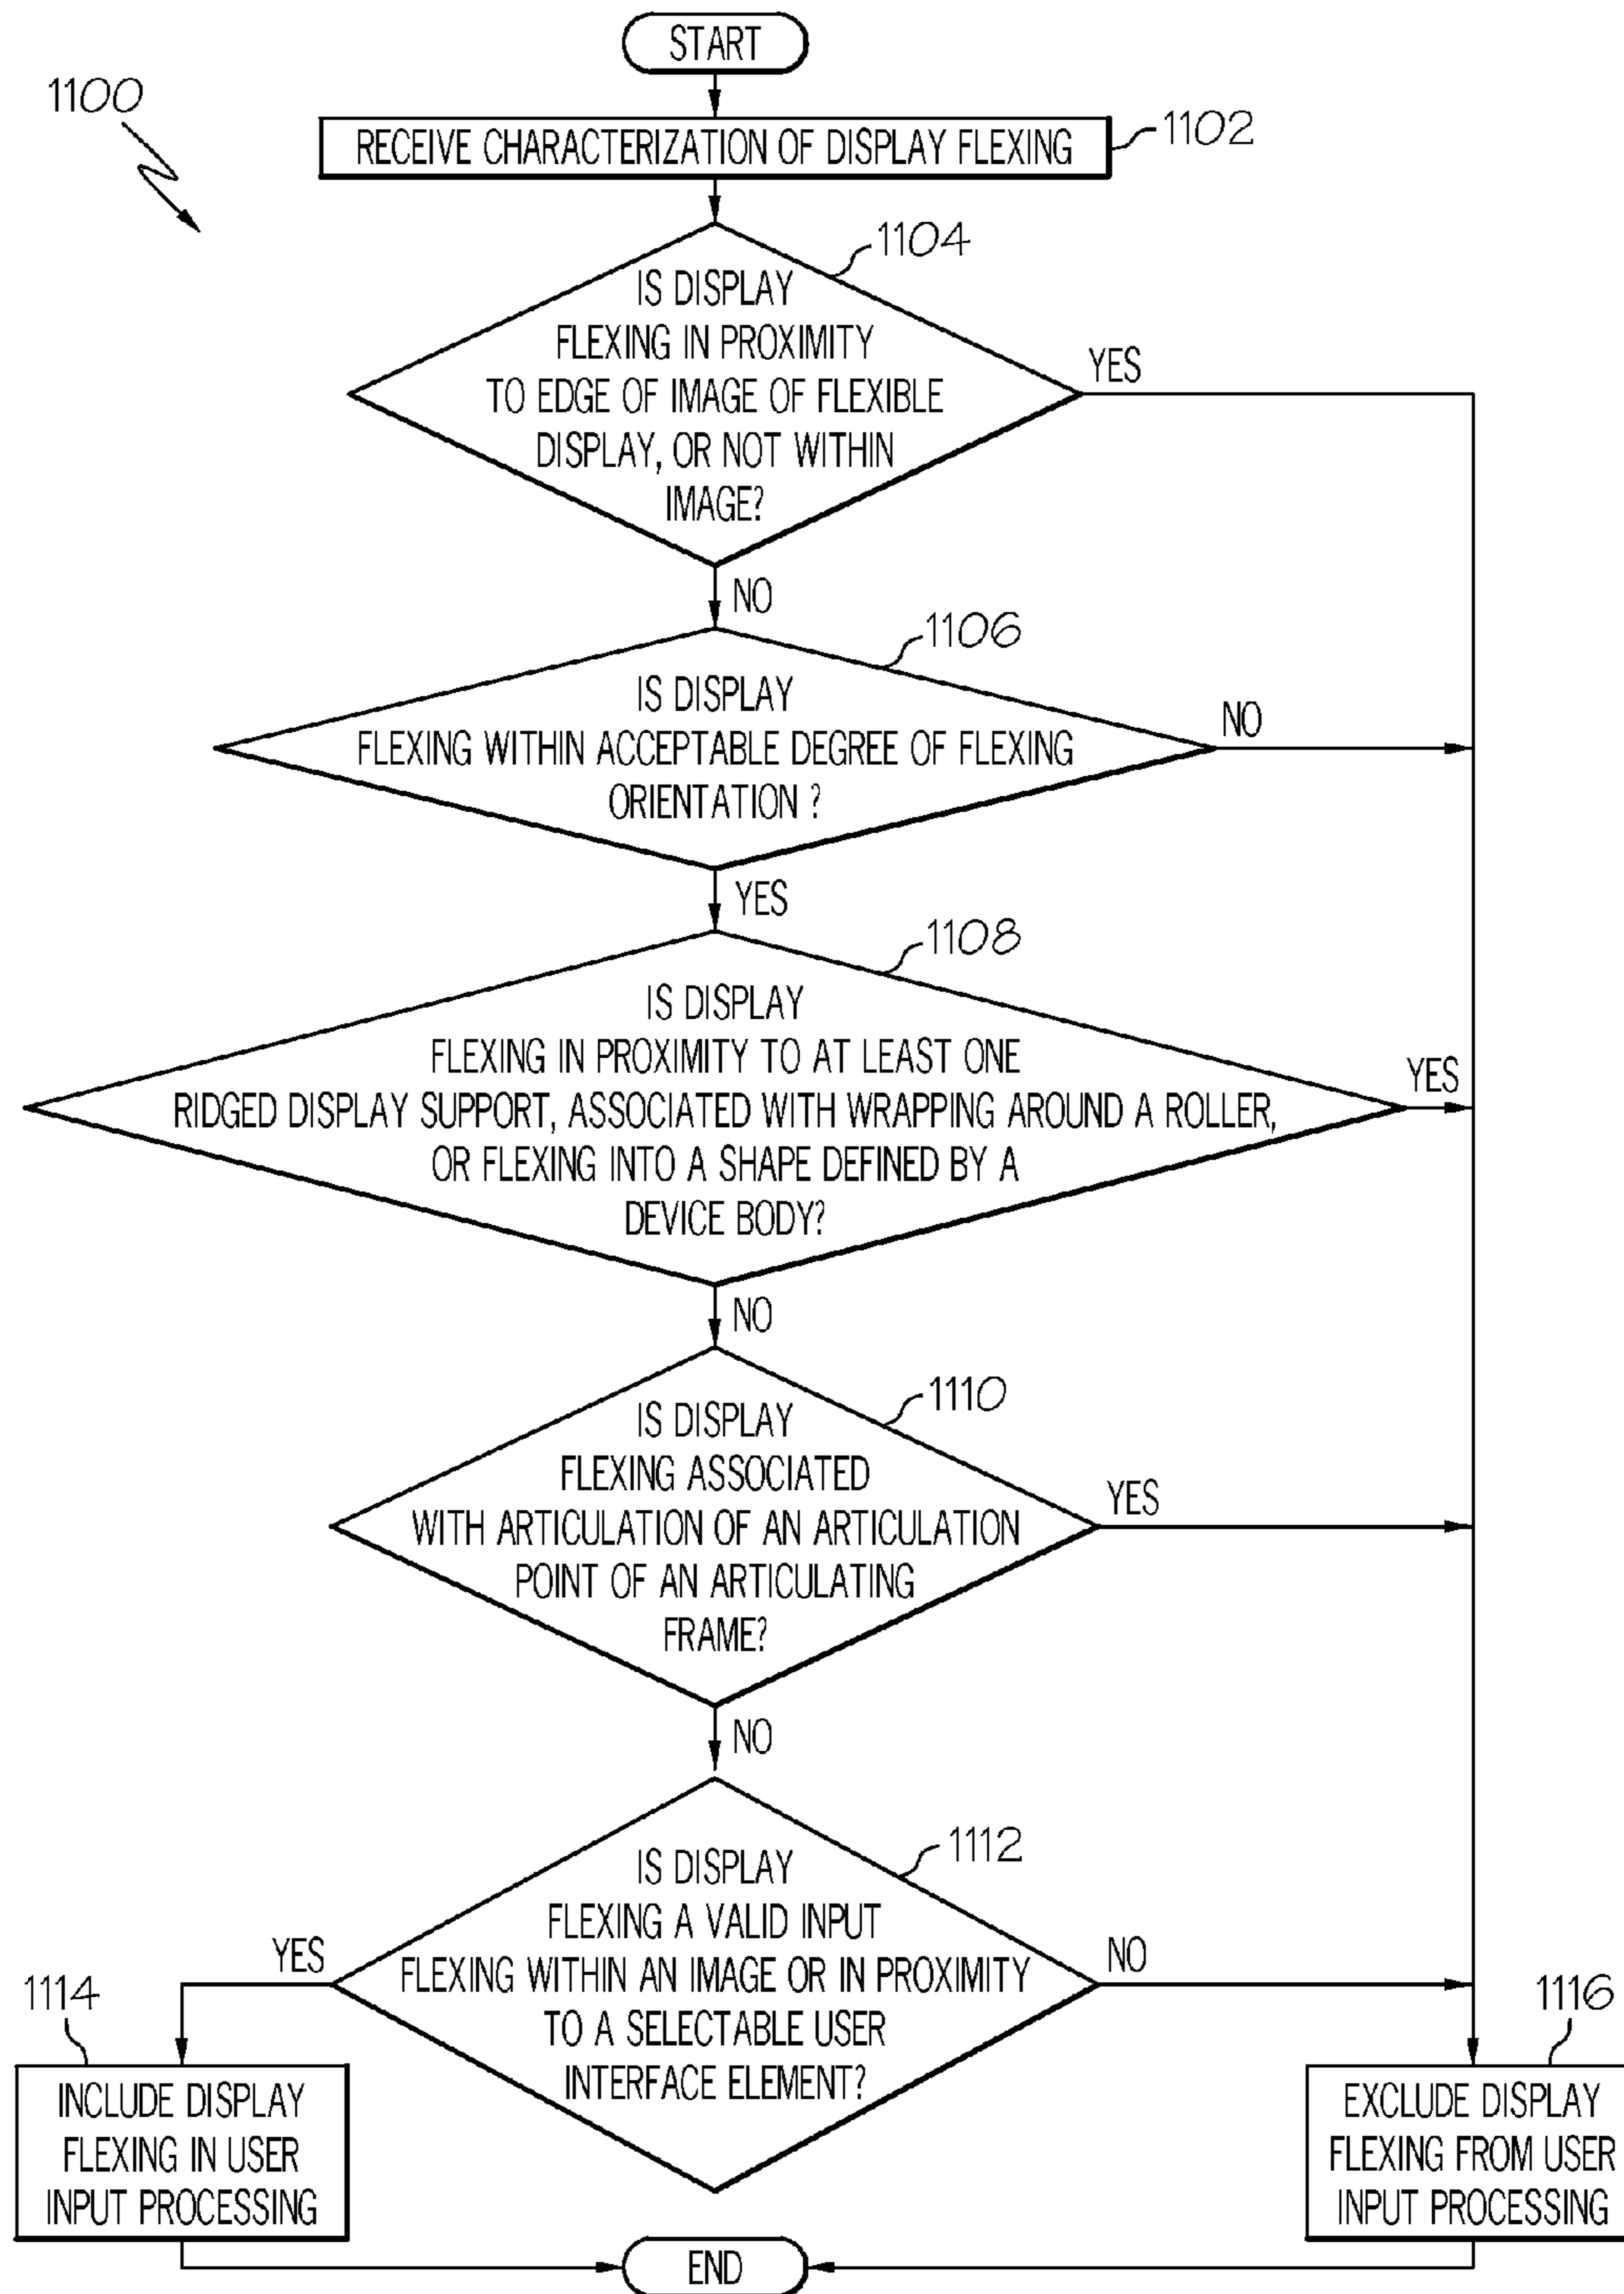 START
1100
RECEIVE CHARACTERIZATION OF DISPLAY FLEXING
1102
1104
IS DISPLAY
FLEXING IN PROXIMITY
TO EDGE OF IMAGE OF FLEXIBLE
DISPLAY, OR NOT WITHIN
IMAGE?
YES
NO
1106
IS DISPLAY
FLEXING WITHIN ACCEPTABLE DEGREE OF FLEXING
ORIENTATION ?
NO
YES
1108
IS DISPLAY
FLEXING IN PROXIMITY TO AT LEAST ONE
RIDGED DISPLAY SUPPORT, ASSOCIATED WITH WRAPPING AROUND A ROLLER,
OR FLEXING INTO A SHAPE DEFINED BY A
DEVICE BODY?
YES
NO
1110
IS DISPLAY
FLEXING ASSOCIATED
WITH ARTICULATION OF AN ARTICULATION
POINT OF AN ARTICULATING
FRAME?
YES
NO
1112
IS DISPLAY
FLEXING A VALID INPUT
FLEXING WITHIN AN IMAGE OR IN PROXIMITY
TO A SELECTABLE USER
INTERFACE ELEMENT?
YES
NO
1114
INCLUDE DISPLAY
FLEXING IN USER
INPUT PROCESSING
1116
EXCLUDE DISPLAY
FLEXING FROM USER
INPUT PROCESSING
END